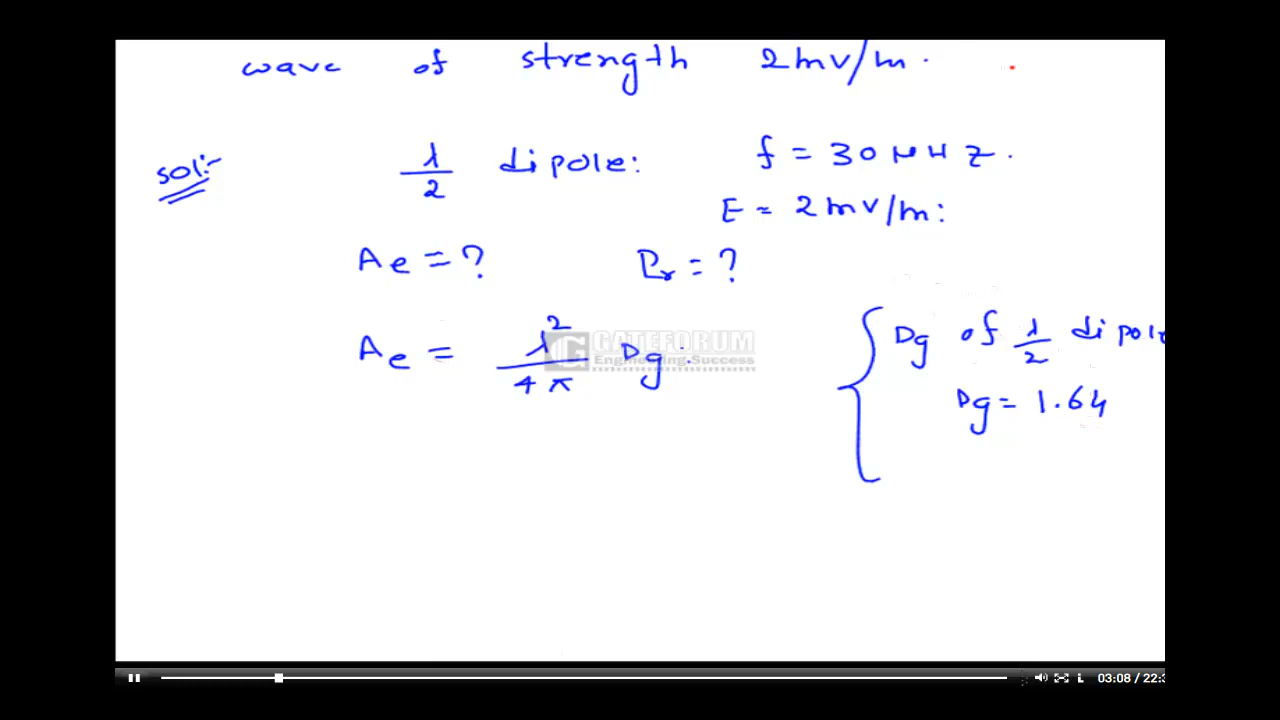 wave of strength 2mv/m.
sol:-
λ/2 dipole: f = 30 MHZ.
E = 2mv/m:
Ae = ? Pr = ?
Ae = λ²/4π Dg.
{ Dg of λ/2 dipole
Dg = 1.64
GATEFORUM
Engineering Success
03:08 / 22:3